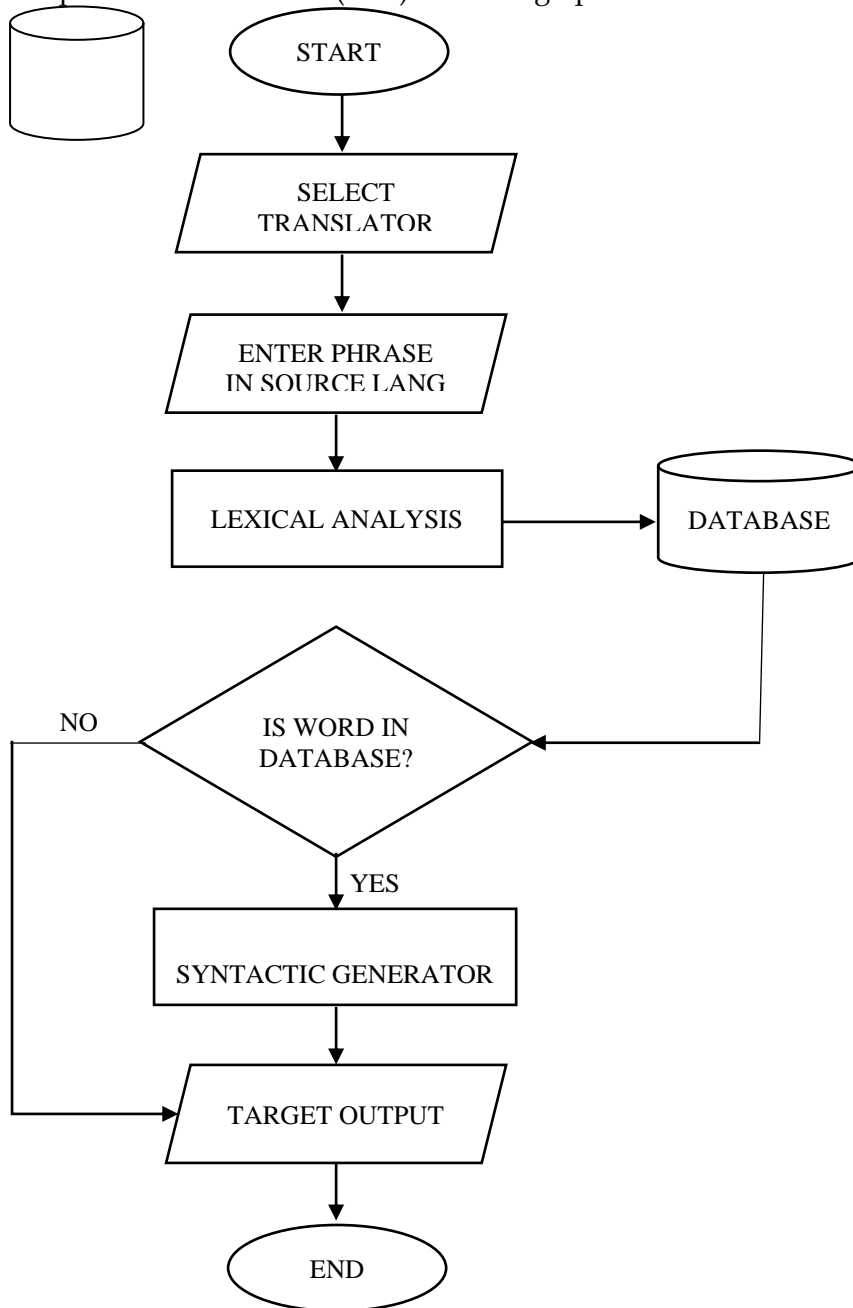 START
SELECT
TRANSLATOR
ENTER PHRASE
IN SOURCE LANG
LEXICAL ANALYSIS
DATABASE
NO
IS WORD IN
DATABASE?
YES
SYNTACTIC GENERATOR
TARGET OUTPUT
END